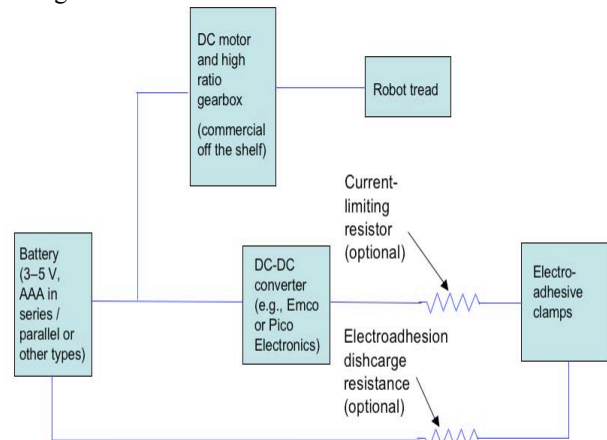 DC motor
and high
ratio
gearbox
(commercial
off the shelf)
Robot tread
Current-
limiting
resistor
(optional)
Battery
(3–5 V,
AAA in
series /
parallel or
other types)
DC-DC
converter
(e.g., Emco
or Pico
Electronics)
Electro-
adhesive
clamps
Electroadhesion
dishcarge
resistance
(optional)